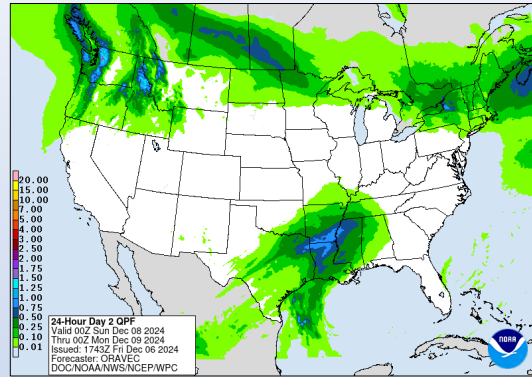 20.00
15.00
10.00
7.00
5.00
4.00
3.00
2.50
2.00
1.75
1.50
1.25
1.00
0.75
0.50
0.25
0.10
0.01
24-Hour Day 2 QPF
Valid 00Z Sun Dec 08 2024
Thru 00Z Mon Dec 09 2024
Issued: 1743Z Fri Dec 06 2024
Forecaster: ORAVEC
DOC/NOAA/NWS/NCEP/WPC
NOAA